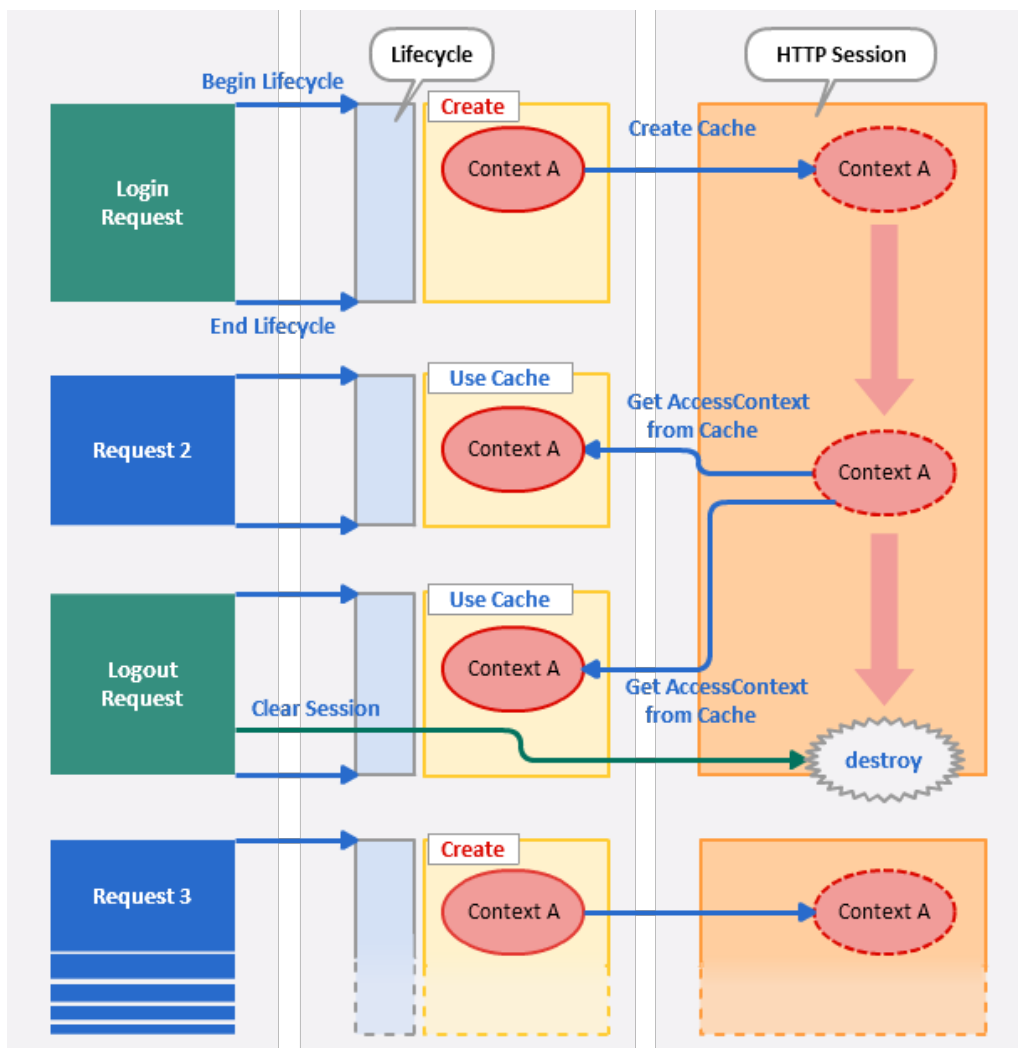 Lifecycle
HTTP Session
Begin Lifecycle
Create
Create Cache
Context A
Context A
Login
Request
End Lifecycle
Use Cache
Get AccessContext
from Cache
Request 2
Context A
Context A
Use Cache
Logout
Request
Context A
Get AccessContext
from Cache
Clear Session
destroy
Create
Request 3
Context A
Context A